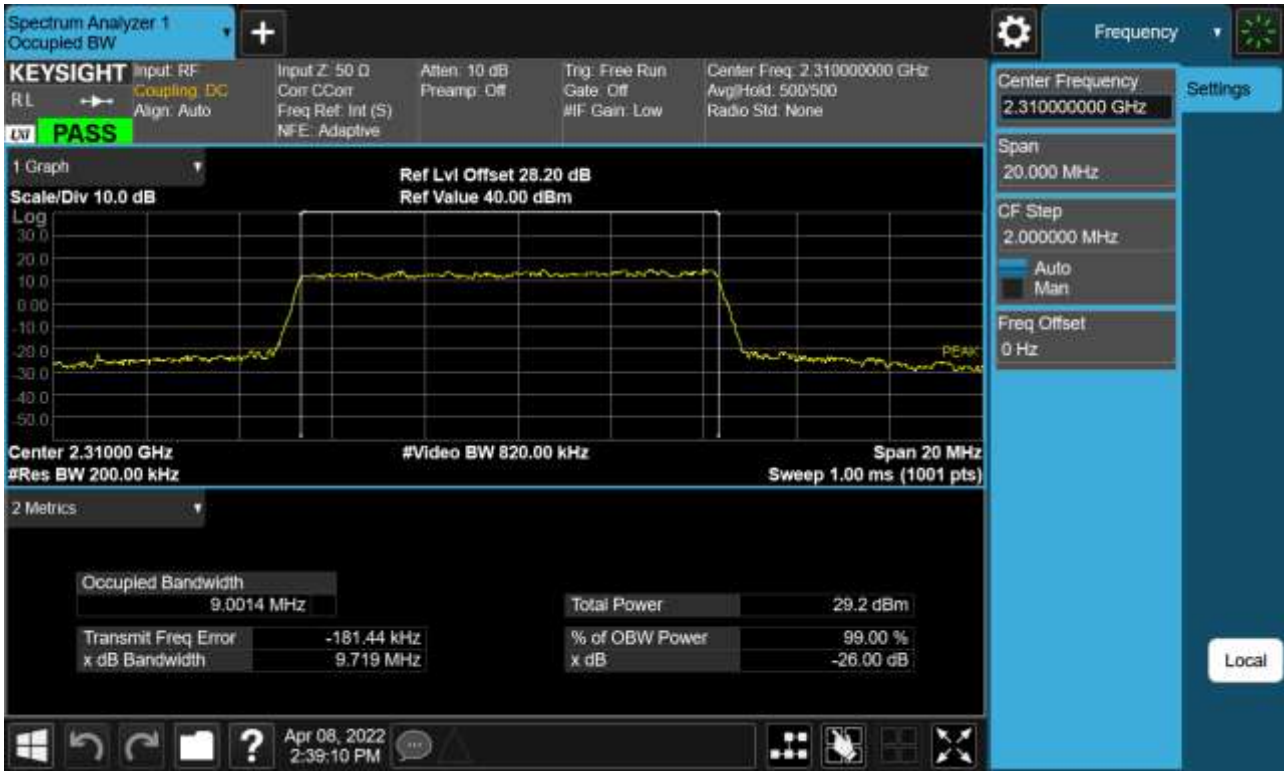 Spectrum Analyzer 1
Occupied BW
+
Frequency
KEYSIGHT
RL
PASS
Input: RF
Coupling: DC
Align: Auto
Input Z: 50 Ω
Corr CCorr
Freq Ref: Int (S)
NFE: Adaptive
Atten: 10 dB
Preamp: Off
Trig: Free Run
Gate: Off
#IF Gain: Low
Center Freq: 2.310000000 GHz
Avg|Hold: 500/500
Radio Std: None
Center Frequency
2.310000000 GHz
Settings
Span
20.000 MHz
CF Step
2.000000 MHz
Auto
Man
Freq Offset
0 Hz
1 Graph
Scale/Div 10.0 dB
Ref Lvl Offset 28.20 dB
Ref Value 40.00 dBm
Log
30.0
20.0
10.0
0.00
-10.0
-20.0
-30.0
-40.0
-50.0
PEAK
Center 2.31000 GHz
#Video BW 820.00 kHz
Span 20 MHz
#Res BW 200.00 kHz
Sweep 1.00 ms (1001 pts)
2 Metrics
Occupied Bandwidth
9.0014 MHz
Total Power 29.2 dBm
Transmit Freq Error -181.44 kHz
% of OBW Power 99.00 %
x dB Bandwidth 9.719 MHz
x dB -26.00 dB
Local
?
Apr 08, 2022
2:39:10 PM